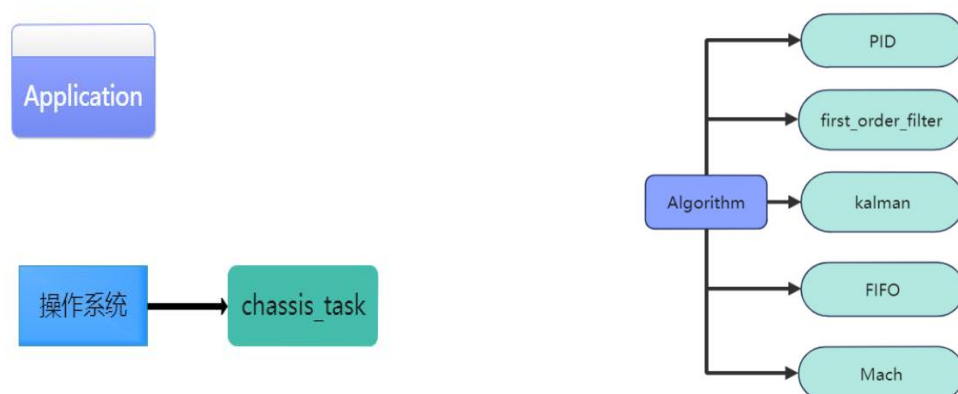 Application
操作系统
chassis_task
Algorithm
PID
first_order_filter
kalman
FIFO
Mach